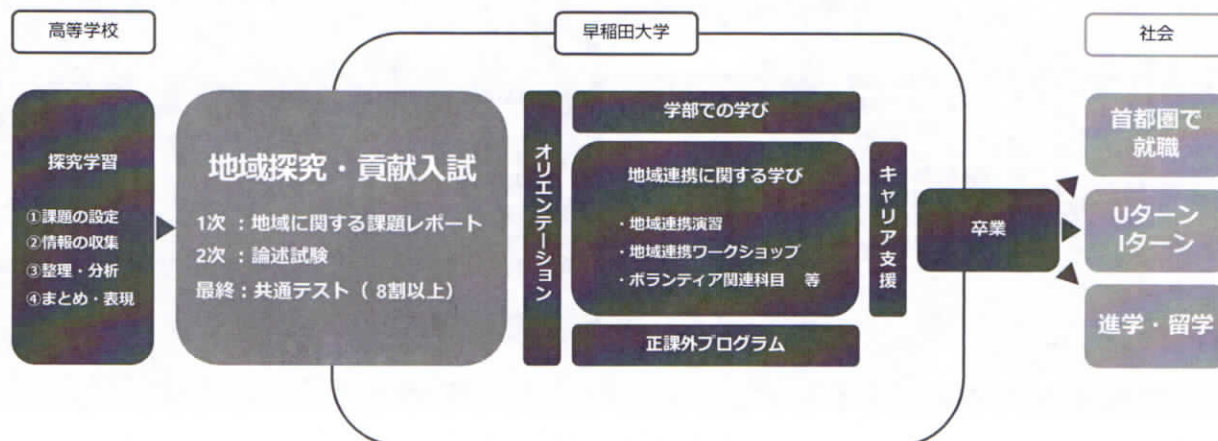 高等学校
早稲田大学
社会
探究学習
①課題の設定
②情報の収集
③整理・分析
④まとめ・表現
地域探究・貢献入試
1次 ：地域に関する課題レポート
2次 ：論述試験
最終：共通テスト（ 8割以上）
オリエンテーション
学部での学び
地域連携に関する学び
・地域連携演習
・地域連携ワークショップ
・ボランティア関連科目　等
正課外プログラム
キャリア支援
卒業
首都圏で
就職
Uターン
Iターン
進学・留学